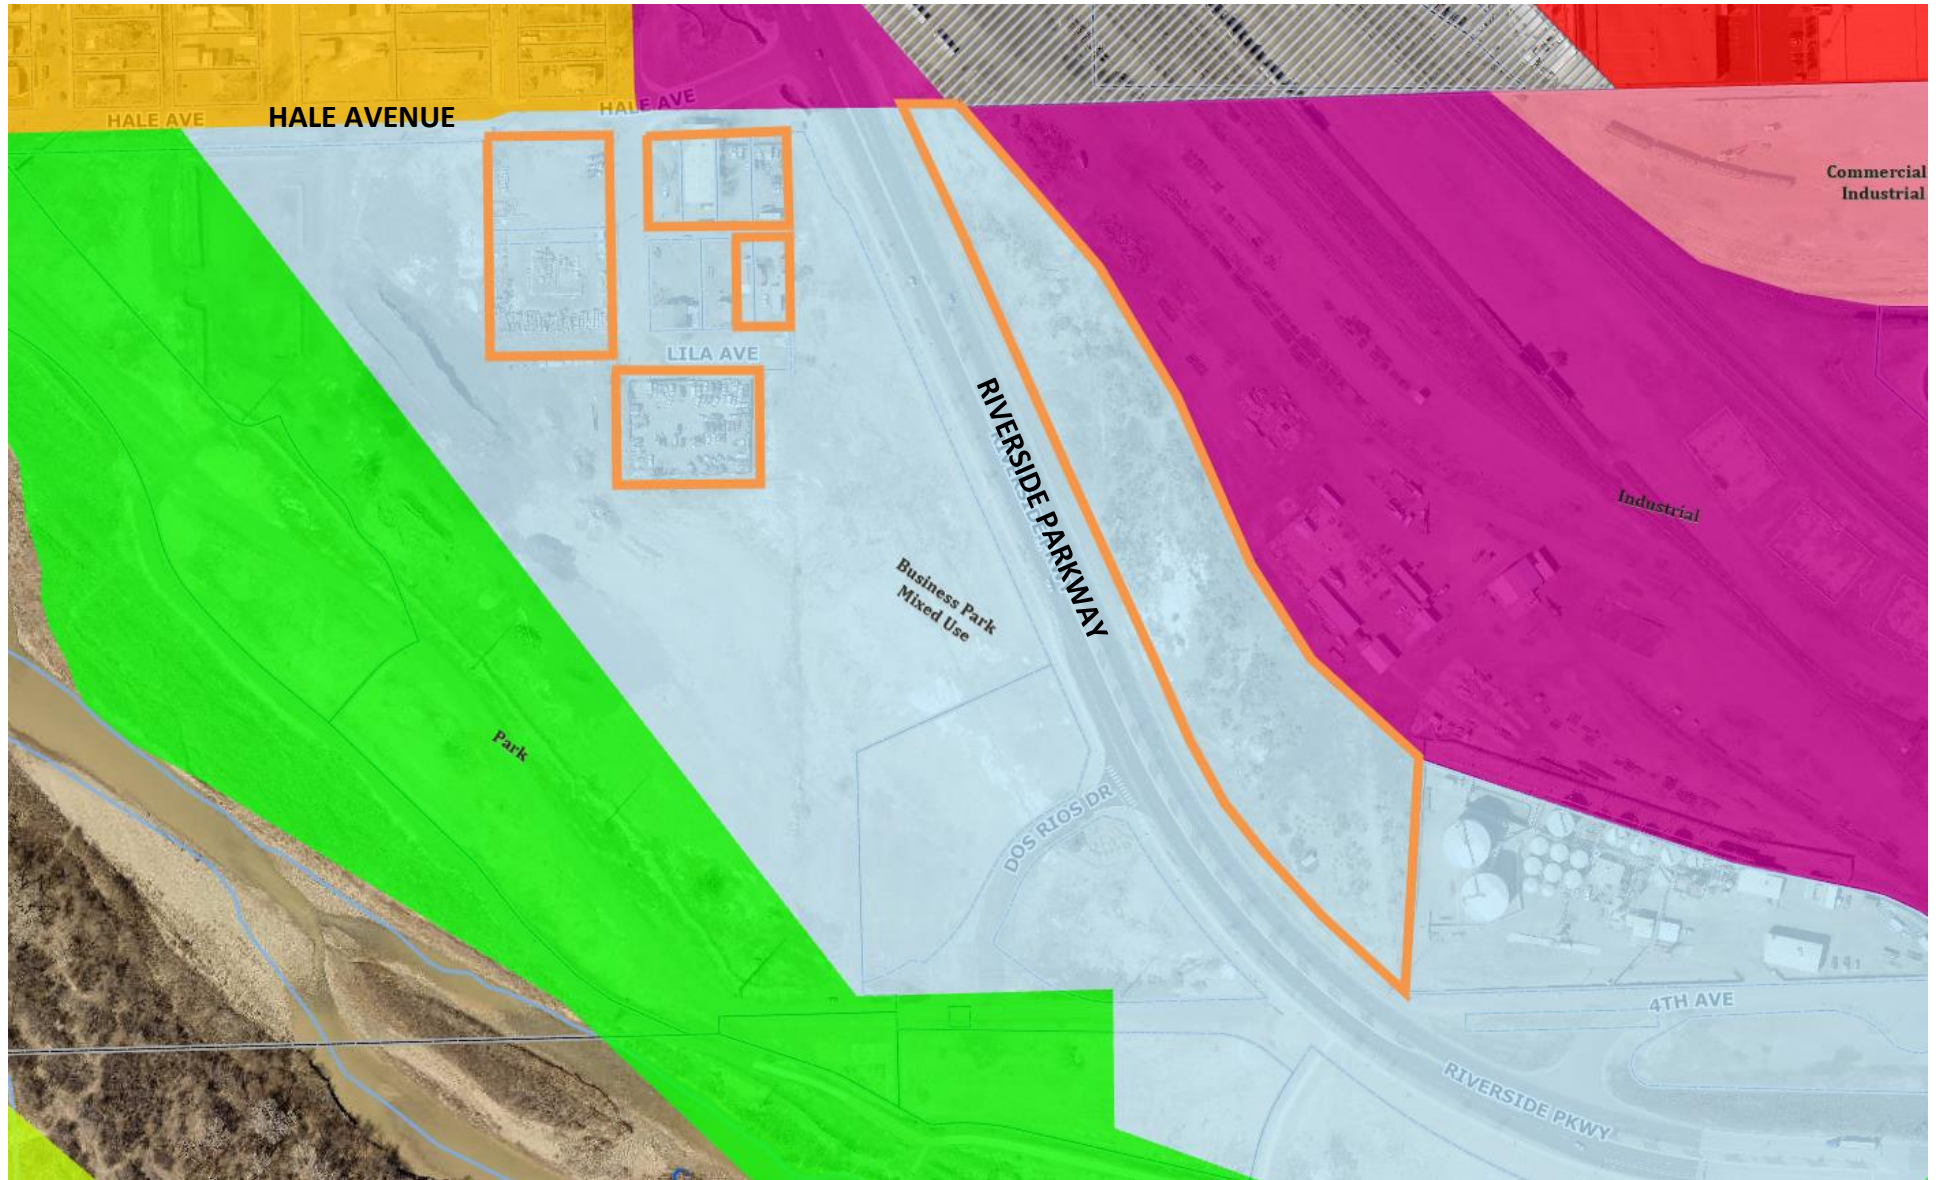 HALE AVE
HALE AVENUE
HALE AVE
Commercial
Industrial
LILA AVE
RIVERSIDE PARKWAY
Industrial
Business Park
Mixed Use
Park
DOS RIOS DR
4TH AVE
RIVERSIDE PKWY